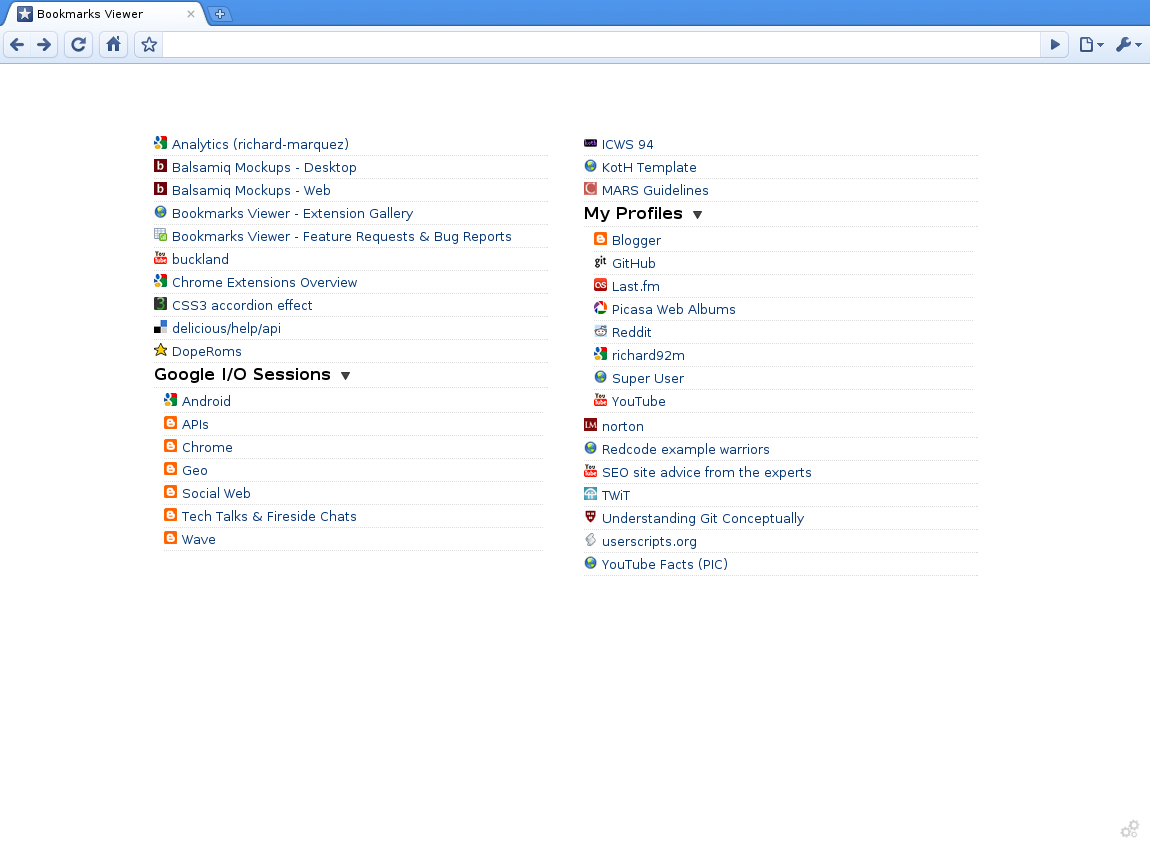 Bookmarks Viewer
Analytics (richard-marquez)
Balsamiq Mockups - Desktop
Balsamiq Mockups - Web
Bookmarks Viewer - Extension Gallery
Bookmarks Viewer - Feature Requests & Bug Reports
buckland
Chrome Extensions Overview
CSS3 accordion effect
delicious/help/api
DopeRoms
Google I/O Sessions
Android
APIs
Chrome
Geo
Social Web
Tech Talks & Fireside Chats
Wave
ICWS 94
KotH Template
MARS Guidelines
My Profiles
Blogger
GitHub
Last.fm
Picasa Web Albums
Reddit
richard92m
Super User
YouTube
norton
Redcode example warriors
SEO site advice from the experts
TWiT
Understanding Git Conceptually
userscripts.org
YouTube Facts (PIC)